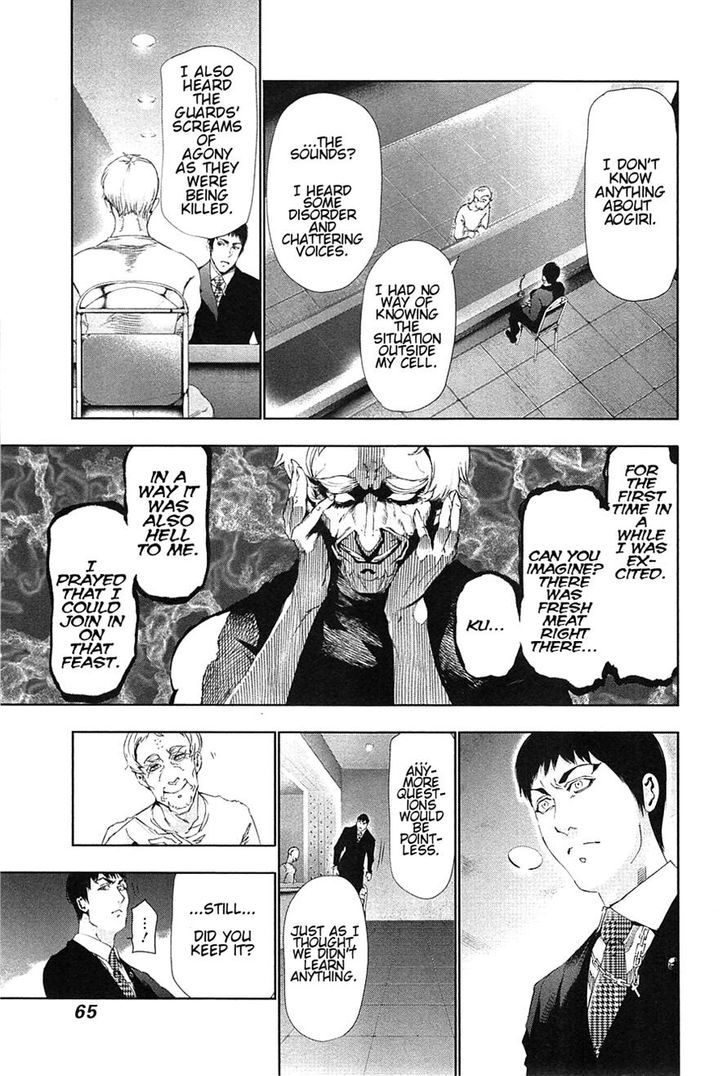 I DON'T
KNOW
ANYTHING
ABOUT
AOGIRI.
...THE
SOUNDS?
I HEARD
SOME
DISORDER
AND
CHATTERING
VOICES.
I HAD NO
WAY OF
KNOWING
THE
SITUATION
OUTSIDE
MY CELL.
I ALSO
HEARD
THE
GUARDS'
SCREAMS
OF
AGONY
AS THEY
WERE
BEING
KILLED.
FOR
THE
FIRST
TIME IN
A
WHILE
I WAS
EX-
CITED.
CAN YOU
IMAGINE?
THERE
WAS
FRESH
MEAT
RIGHT
THERE...
KU...
IN A
WAY IT
WAS
ALSO
HELL
TO ME.
I
PRAYED
THAT I
COULD
JOIN IN
ON
THAT
FEAST.
...
ANY-
MORE
QUES-
TIONS
WOULD
BE
POINT-
LESS.
JUST AS I
THOUGHT,
WE DIDN'T
LEARN
ANYTHING.
...STILL...
DID YOU
KEEP IT?
...!
65